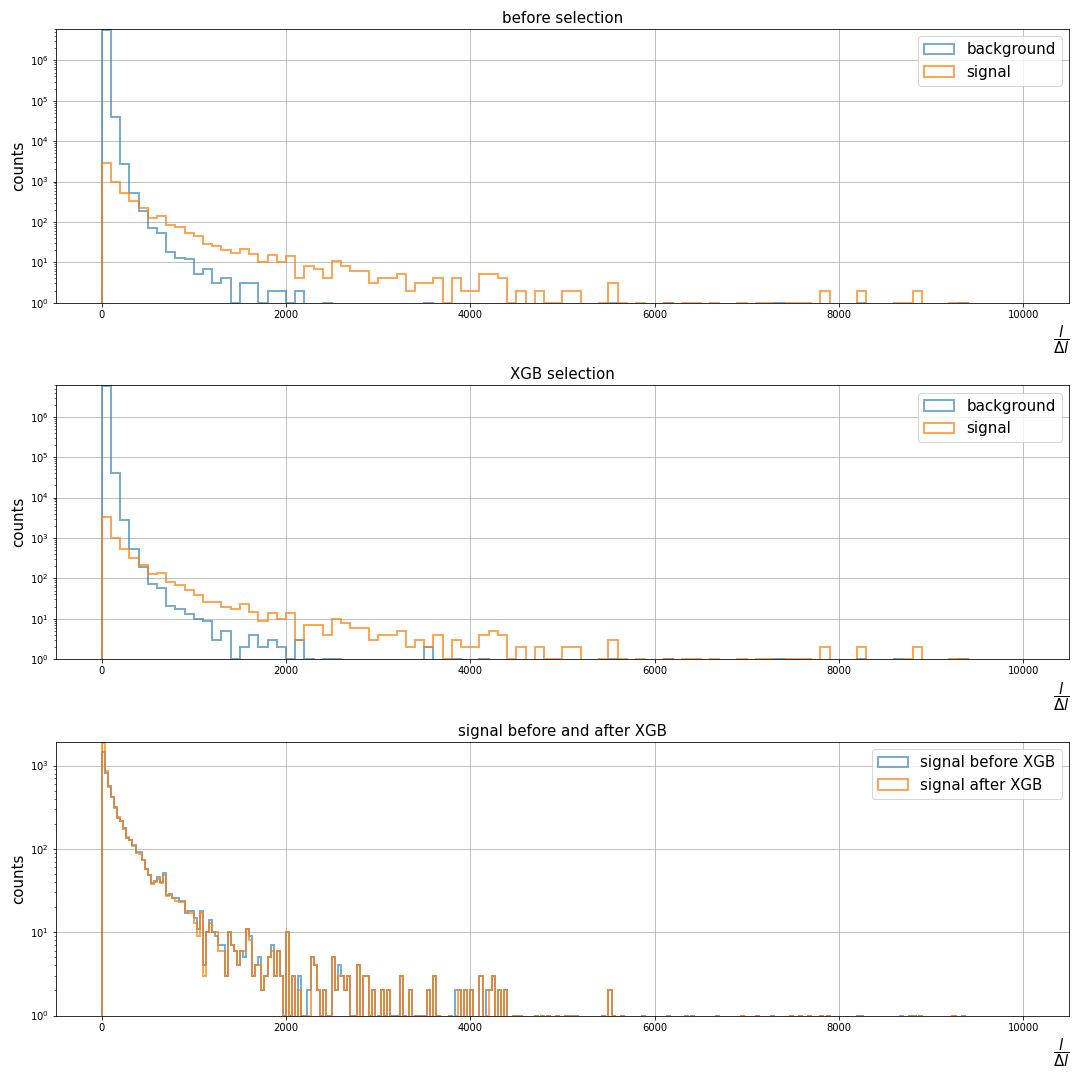 before selection
counts
10⁶
10⁵
10⁴
10³
10²
10¹
10⁰
background
signal
0 2000 4000 6000 8000 10000
l
Δl
XGB selection
counts
10⁶
10⁵
10⁴
10³
10²
10¹
10⁰
background
signal
0 2000 4000 6000 8000 10000
l
Δl
signal before and after XGB
counts
10³
10²
10¹
10⁰
signal before XGB
signal after XGB
0 2000 4000 6000 8000 10000
l
Δl